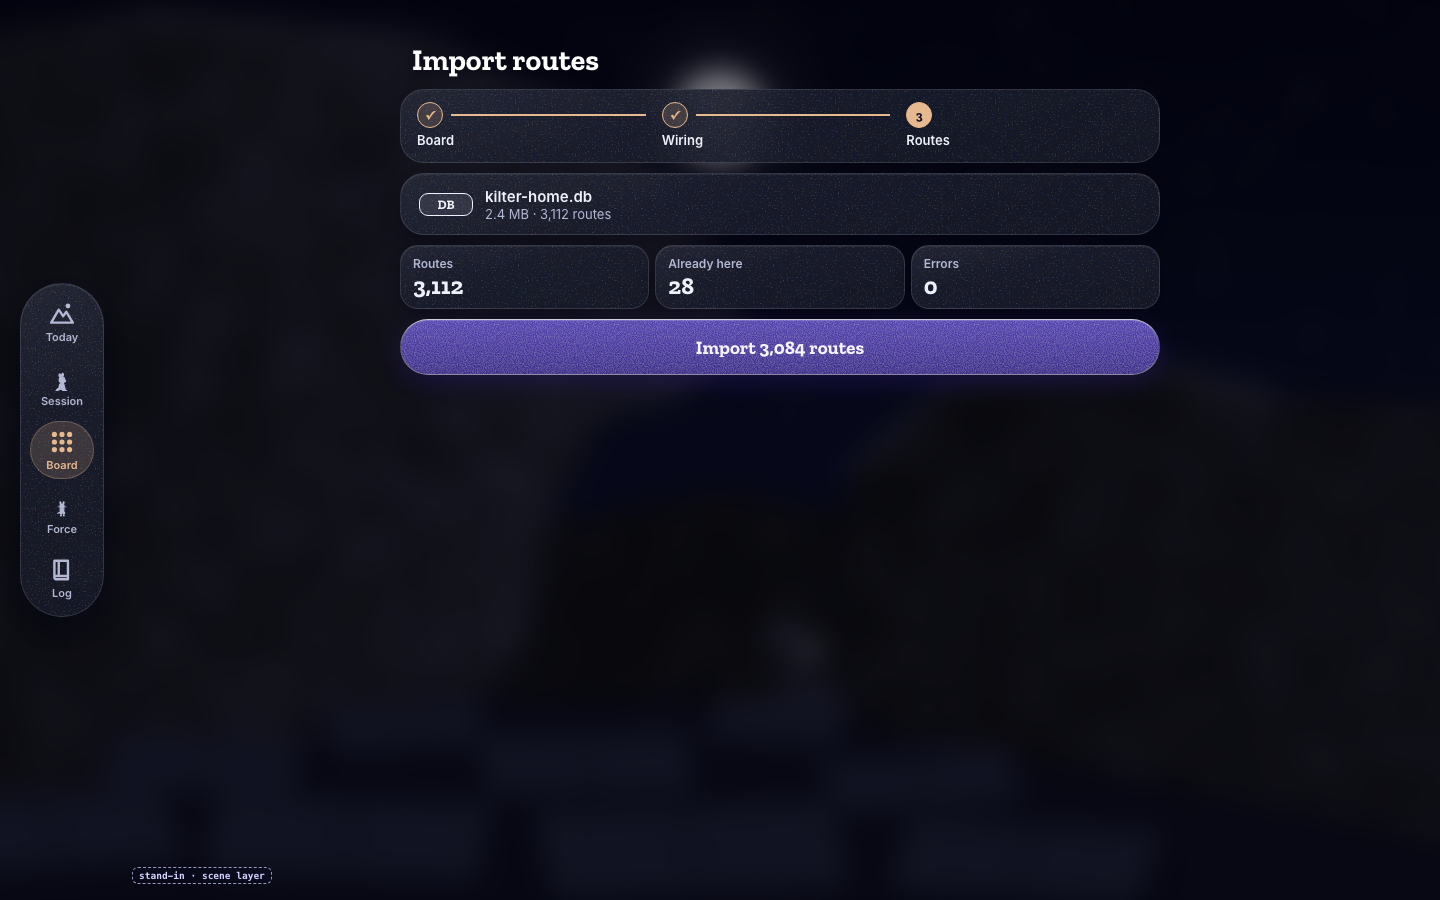 Import routes
✓
✓
3
Board
Wiring
Routes
DB
kilter-home.db
2.4 MB · 3,112 routes
Routes
3,112
Already here
28
Errors
0
Import 3,084 routes
Today
Session
Board
Force
Log
stand-in · scene layer